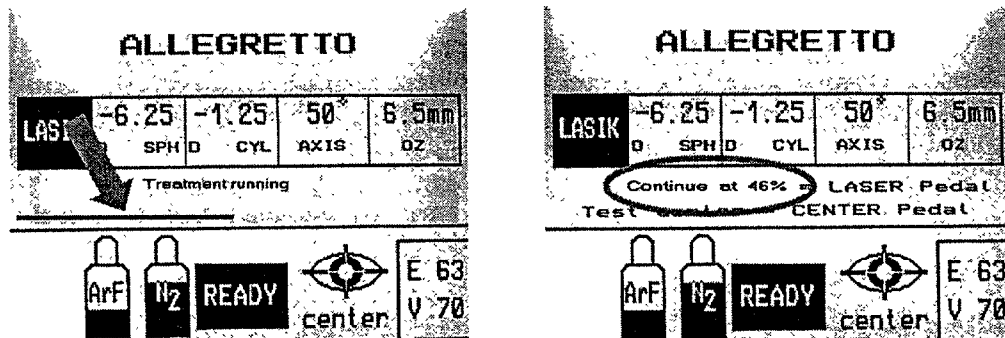 ALLEGRETTO
-6.25 -1.25 50° 6.5mm
SPH D CYL AXIS OZ
Treatment running
ArF N2 READY center E 63
V 70
ALLEGRETTO
LASIK -6.25 -1.25 50° 6.5mm
D SPH D CYL AXIS OZ
Continue at 46% = LASER Pedal
Test CENTER Pedal
ArF N2 READY center E 63
V 70